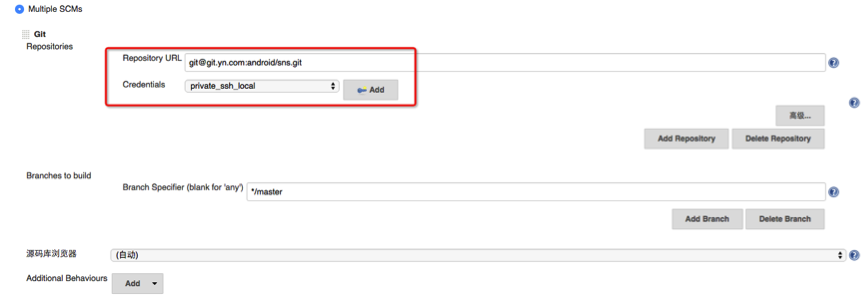 Multiple SCMs
Git
Repositories
Repository URL git@git.yn.com:android/sns.git
Credentials private_ssh_local Add
高级...
Add Repository Delete Repository
Branches to build
Branch Specifier (blank for 'any') */master
Add Branch Delete Branch
源码库浏览器 (自动)
Additional Behaviours Add